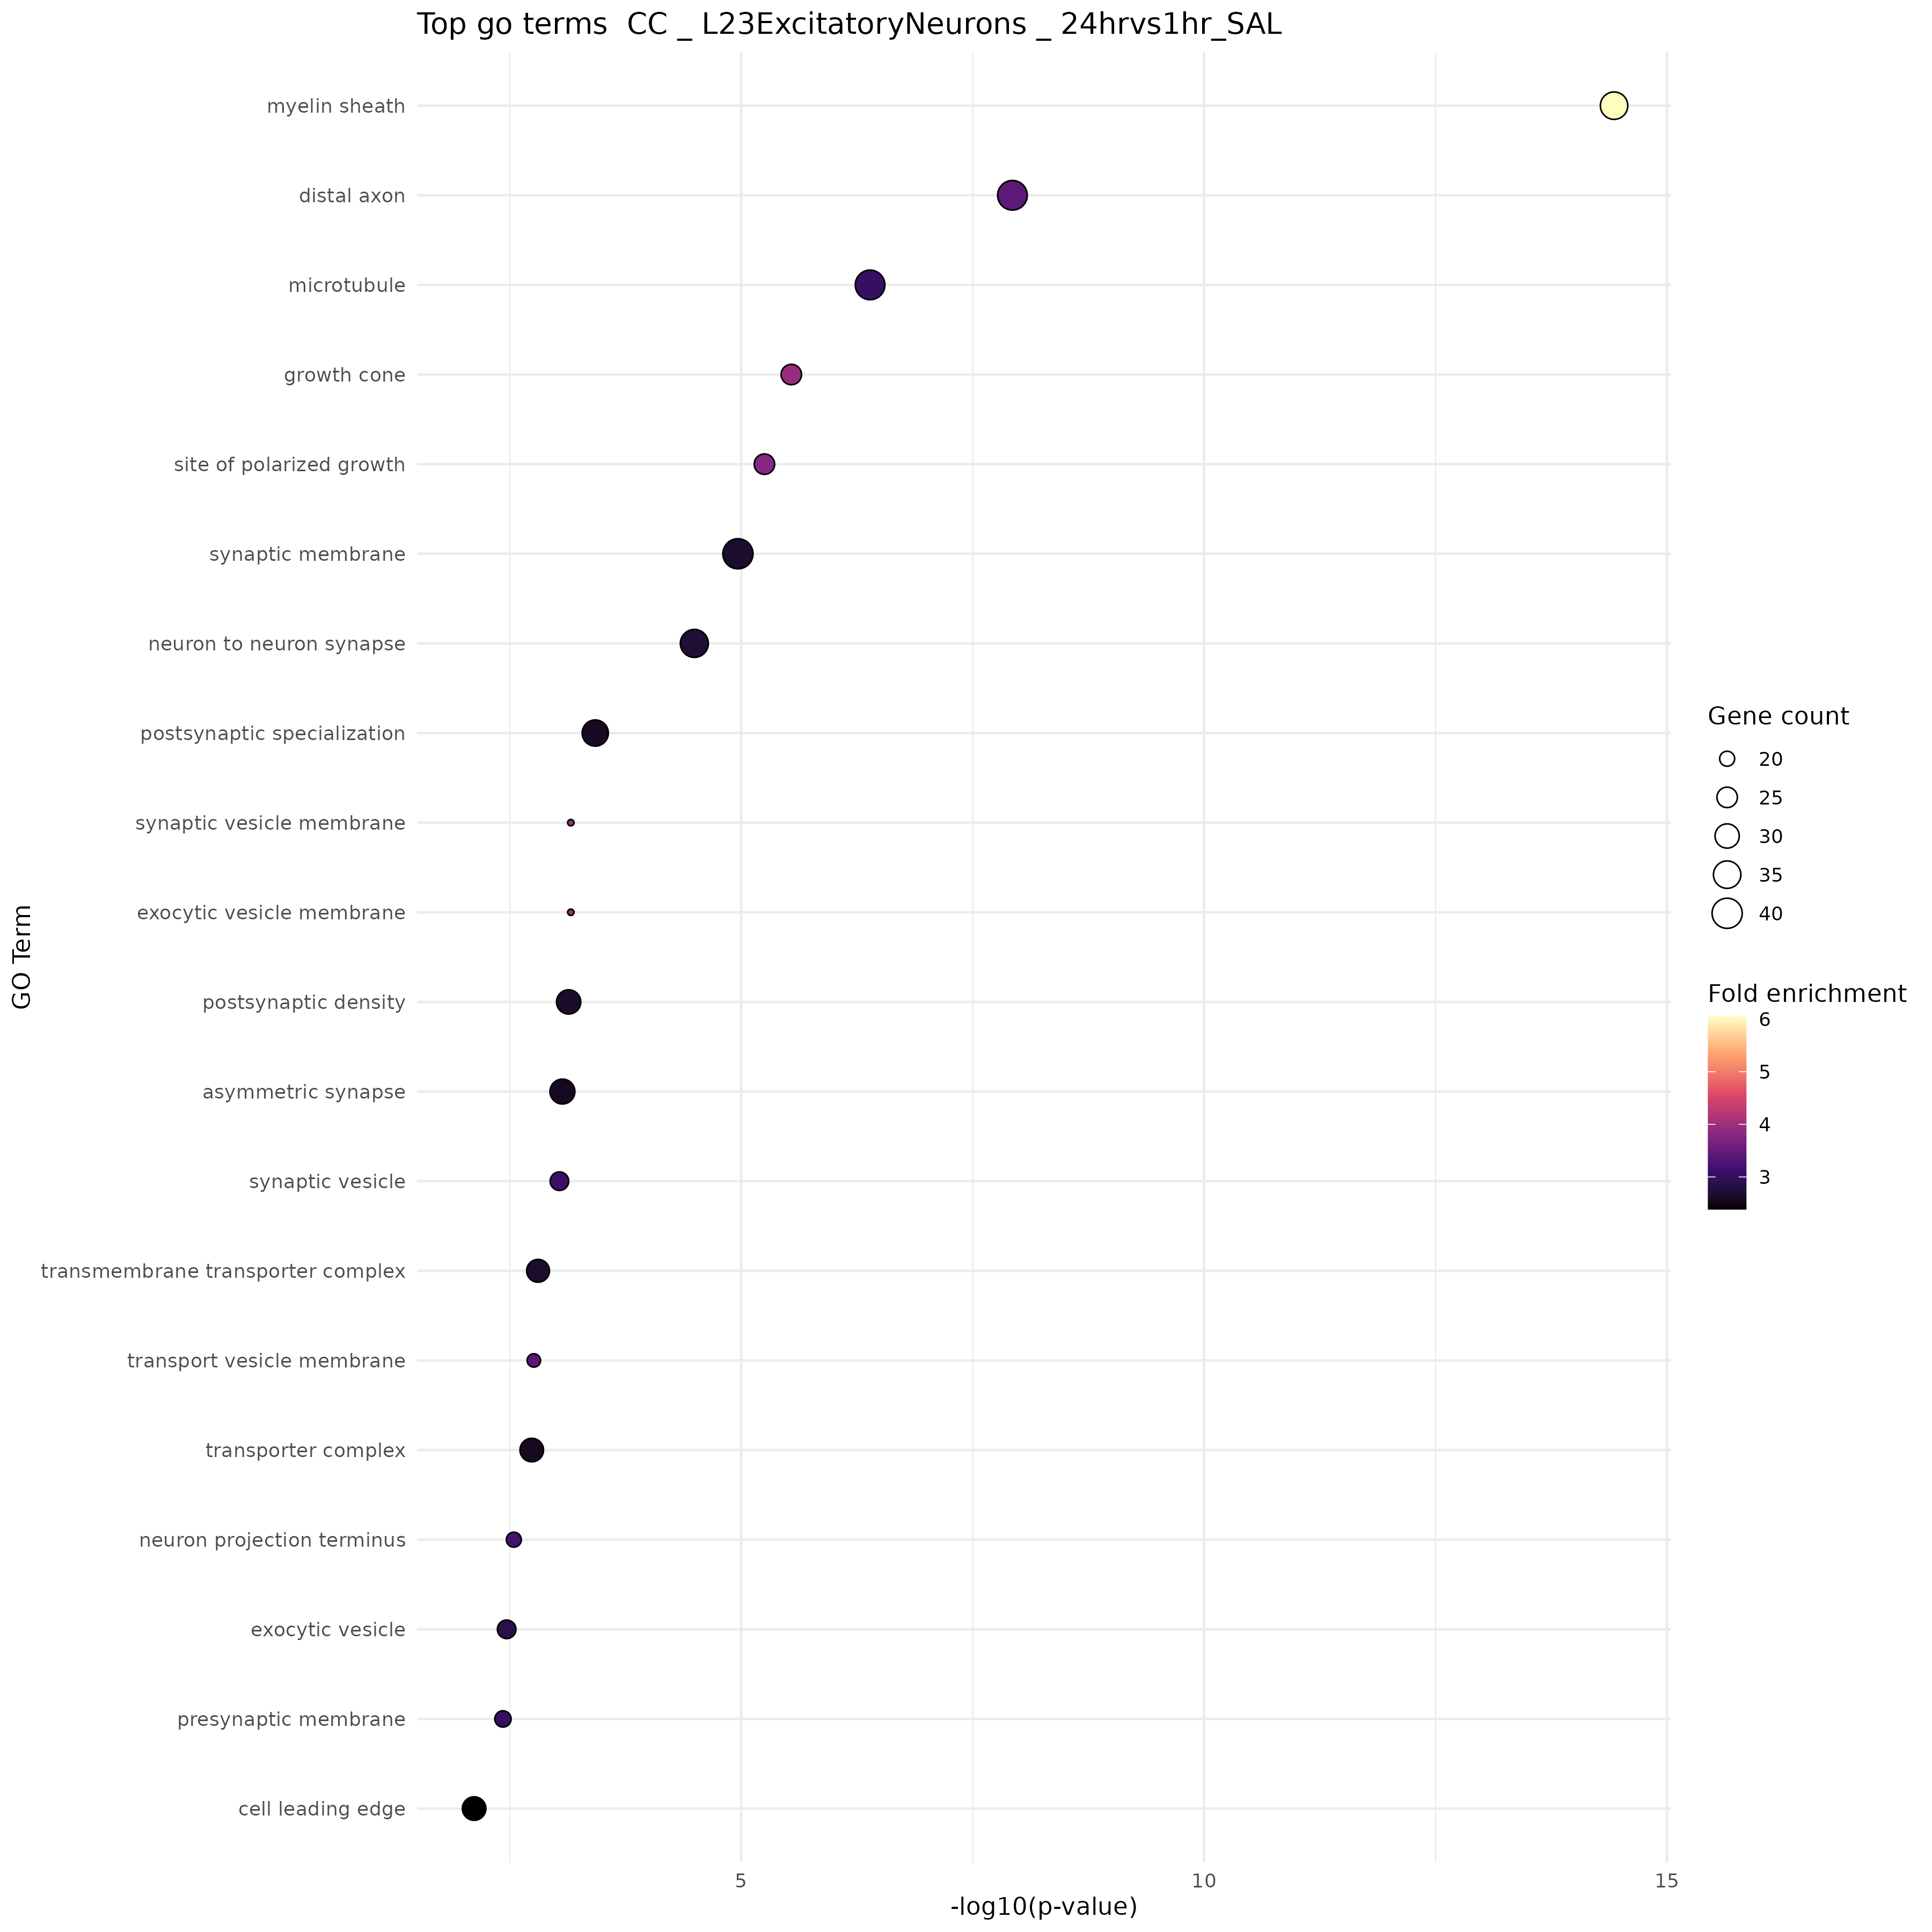 Top go terms  CC _ L23ExcitatoryNeurons _ 24hrvs1hr_SAL
myelin sheath
distal axon
microtubule
growth cone
site of polarized growth
synaptic membrane
neuron to neuron synapse
postsynaptic specialization
synaptic vesicle membrane
exocytic vesicle membrane
postsynaptic density
asymmetric synapse
synaptic vesicle
transmembrane transporter complex
transport vesicle membrane
transporter complex
neuron projection terminus
exocytic vesicle
presynaptic membrane
cell leading edge
GO Term
5
10
15
-log10(p-value)
Gene count
20
25
30
35
40
Fold enrichment
6
5
4
3